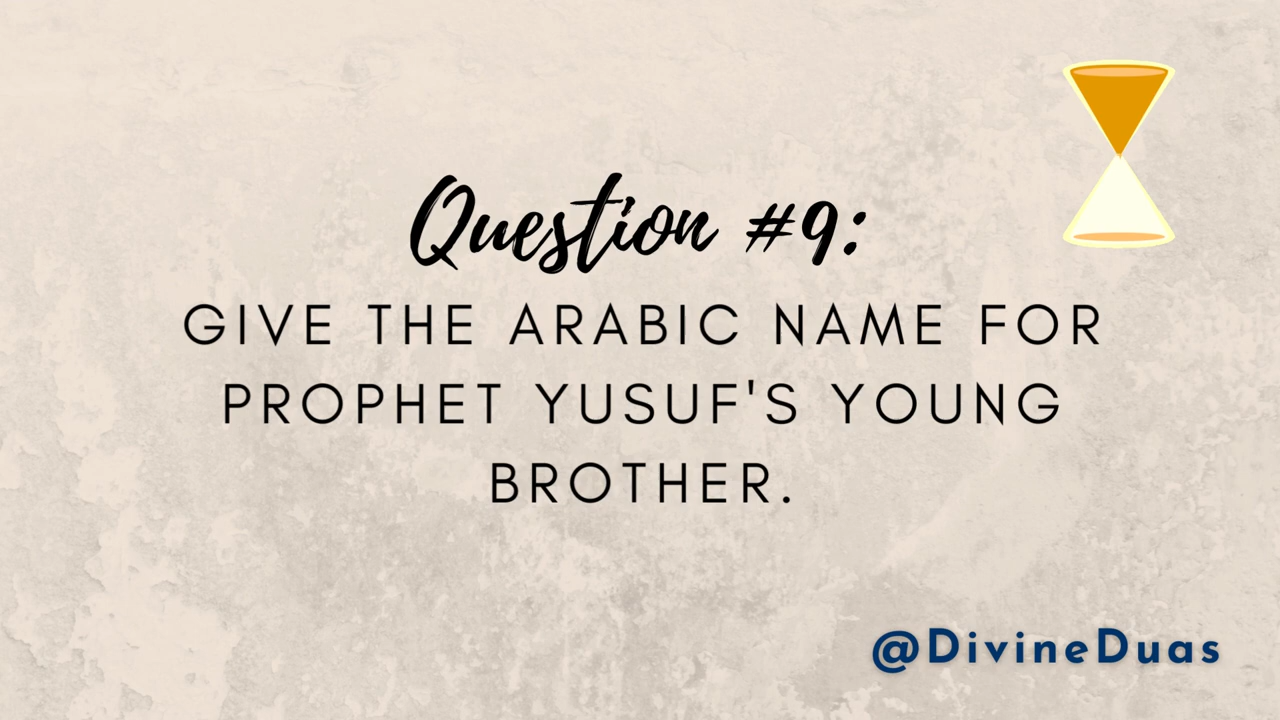 Question #9:
GIVE THE ARABIC NAME FOR
PROPHET YUSUF'S YOUNG
BROTHER.
@DivineDuas